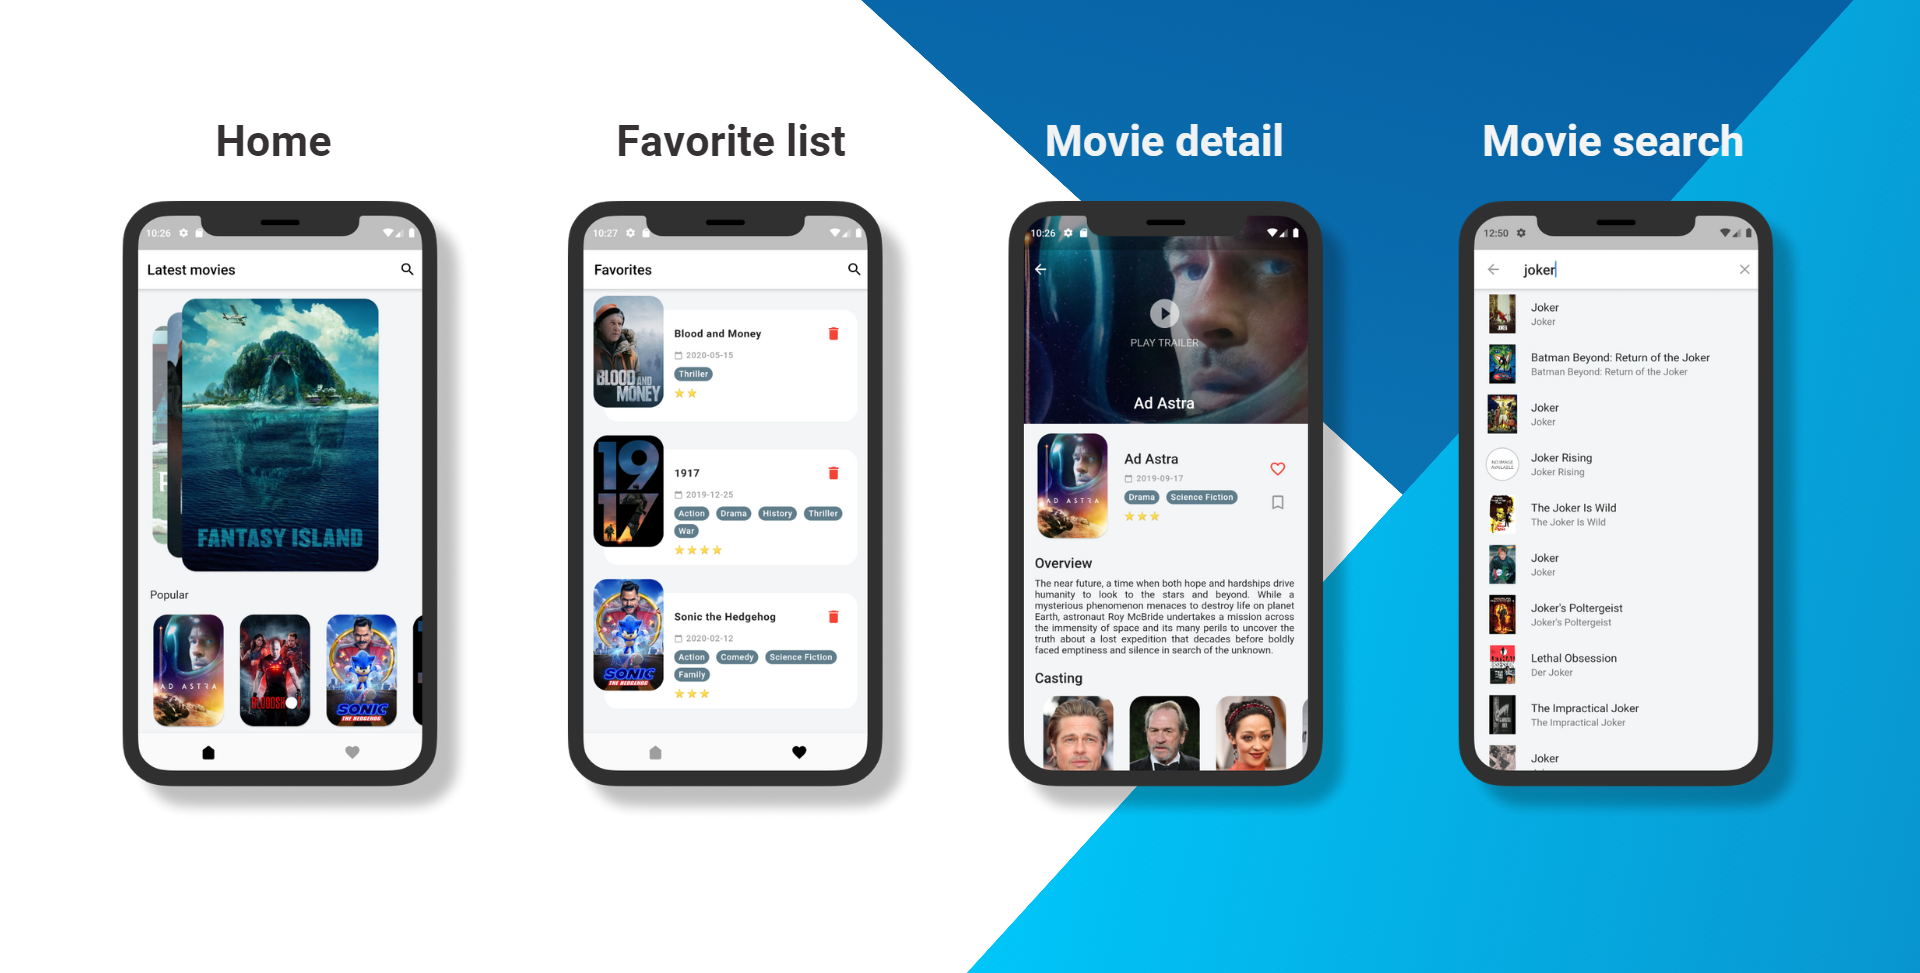 Home
10:26
Latest movies
FANTASY ISLAND
Popular
AD ASTRA
SONIC
THE HEDGEHOG
Favorite list
10:27
Favorites
BLOOD AND
MONEY
Blood and Money
2020-05-15
Thriller
19
17
1917
2019-12-25
Action Drama History Thriller
War
SONIC
THE HEDGEHOG
Sonic the Hedgehog
2020-02-12
Action Comedy Science Fiction
Family
Movie detail
10:26
PLAY TRAILER
Ad Astra
AD ASTRA
Ad Astra
2019-09-17
Drama Science Fiction
Overview
The near future, a time when both hope and hardships drive
humanity to look to the stars and beyond. While a
mysterious phenomenon menaces to destroy life on planet
Earth, astronaut Roy McBride undertakes a mission across
the immensity of space and its many perils to uncover the
truth about a lost expedition that decades before boldly
faced emptiness and silence in search of the unknown.
Casting
Movie search
12:50
joker
Joker
Joker
Batman Beyond: Return of the Joker
Batman Beyond: Return of the Joker
Joker
Joker
NO IMAGE
AVAILABLE
Joker Rising
Joker Rising
The Joker Is Wild
The Joker Is Wild
Joker
Joker
Joker's Poltergeist
Joker's Poltergeist
Lethal Obsession
Der Joker
The Impractical Joker
The Impractical Joker
Joker